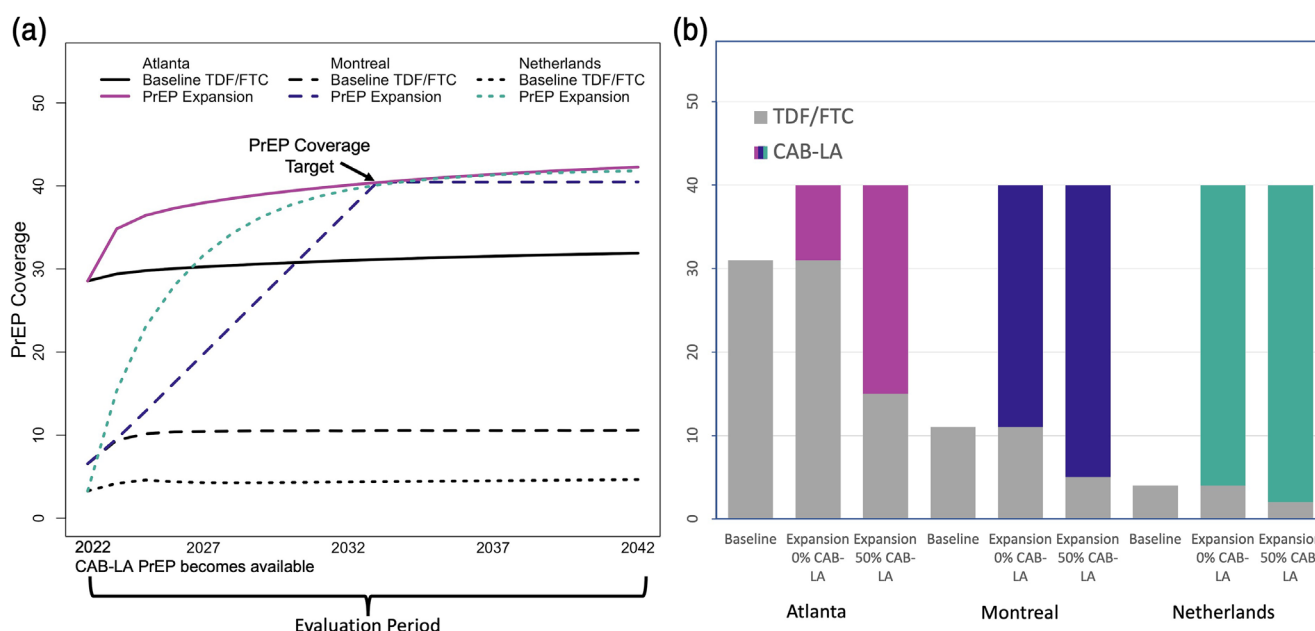 (a)
Atlanta Montreal Netherlands
Baseline TDF/FTC Baseline TDF/FTC Baseline TDF/FTC
PrEP Expansion PrEP Expansion PrEP Expansion
PrEP Coverage
Target
PrEP Coverage
50
40
30
20
10
0
2022 2027 2032 2037 2042
CAB-LA PrEP becomes available
Evaluation Period
(b)
TDF/FTC
CAB-LA
50
40
30
20
10
0
Baseline Expansion Expansion Baseline Expansion Expansion Baseline Expansion Expansion
0% CAB- 50% CAB- 0% CAB- 50% CAB- 0% CAB- 50% CAB-
LA LA LA LA LA LA
Atlanta Montreal Netherlands